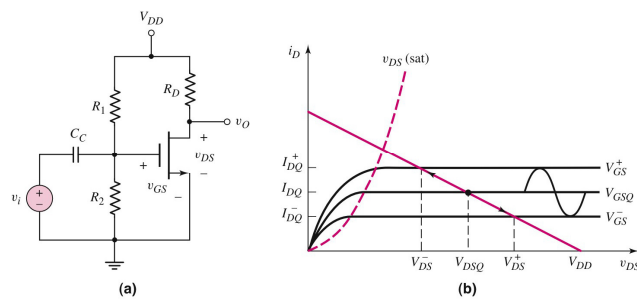 V_DD
R_D
R_1
v_O
C_C
+
+
v_DS
v_i
+
−
R_2
v_GS
−
−
(a)
i_D
v_DS (sat)
I_DQ^+
V_GS^+
I_DQ
V_GSQ
I_DQ^−
V_GS^−
V_DS^− V_DSQ V_DS^+ V_DD v_DS
(b)